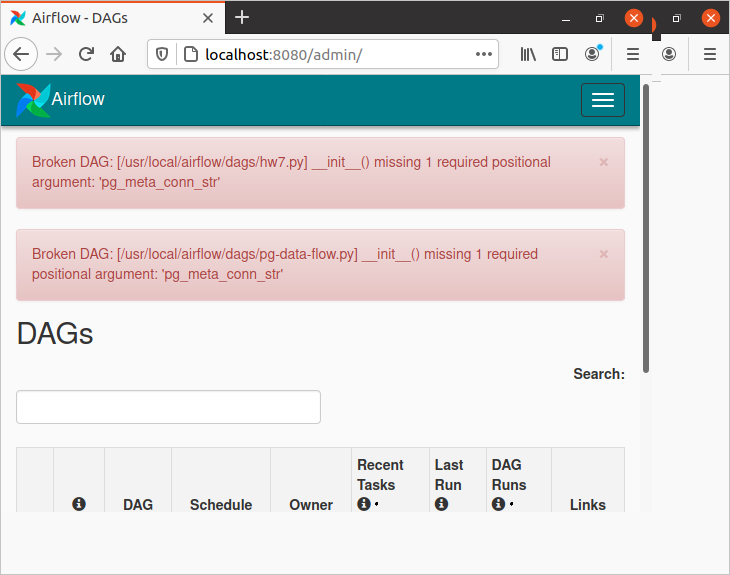 Airflow - DAGs
localhost:8080/admin/
Airflow
Broken DAG: [/usr/local/airflow/dags/hw7.py] __init__() missing 1 required positional
argument: 'pg_meta_conn_str'
×
Broken DAG: [/usr/local/airflow/dags/pg-data-flow.py] __init__() missing 1 required
positional argument: 'pg_meta_conn_str'
×
DAGs
Search:
DAG
Schedule
Owner
Recent
Tasks
Last
Run
DAG
Runs
Links